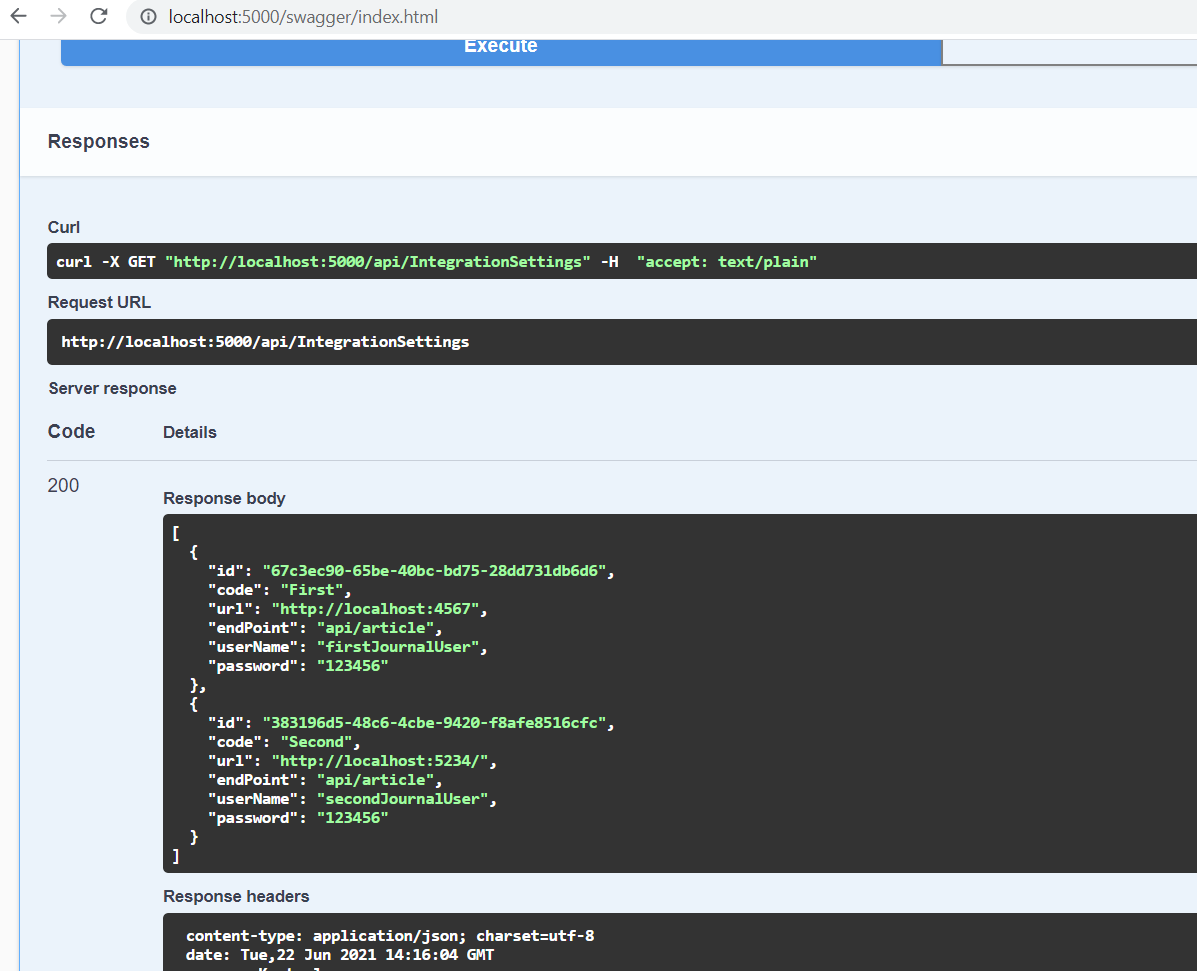 localhost:5000/swagger/index.html
Execute
Responses
Curl
curl -X GET "http://localhost:5000/api/IntegrationSettings" -H  "accept: text/plain"
Request URL
http://localhost:5000/api/IntegrationSettings
Server response
Code Details
200
Response body
[
  {
    "id": "67c3ec90-65be-40bc-bd75-28dd731db6d6",
    "code": "First",
    "url": "http://localhost:4567",
    "endPoint": "api/article",
    "userName": "firstJournalUser",
    "password": "123456"
  },
  {
    "id": "383196d5-48c6-4cbe-9420-f8afe8516cfc",
    "code": "Second",
    "url": "http://localhost:5234/",
    "endPoint": "api/article",
    "userName": "secondJournalUser",
    "password": "123456"
  }
]
Response headers
content-type: application/json; charset=utf-8
date: Tue,22 Jun 2021 14:16:04 GMT